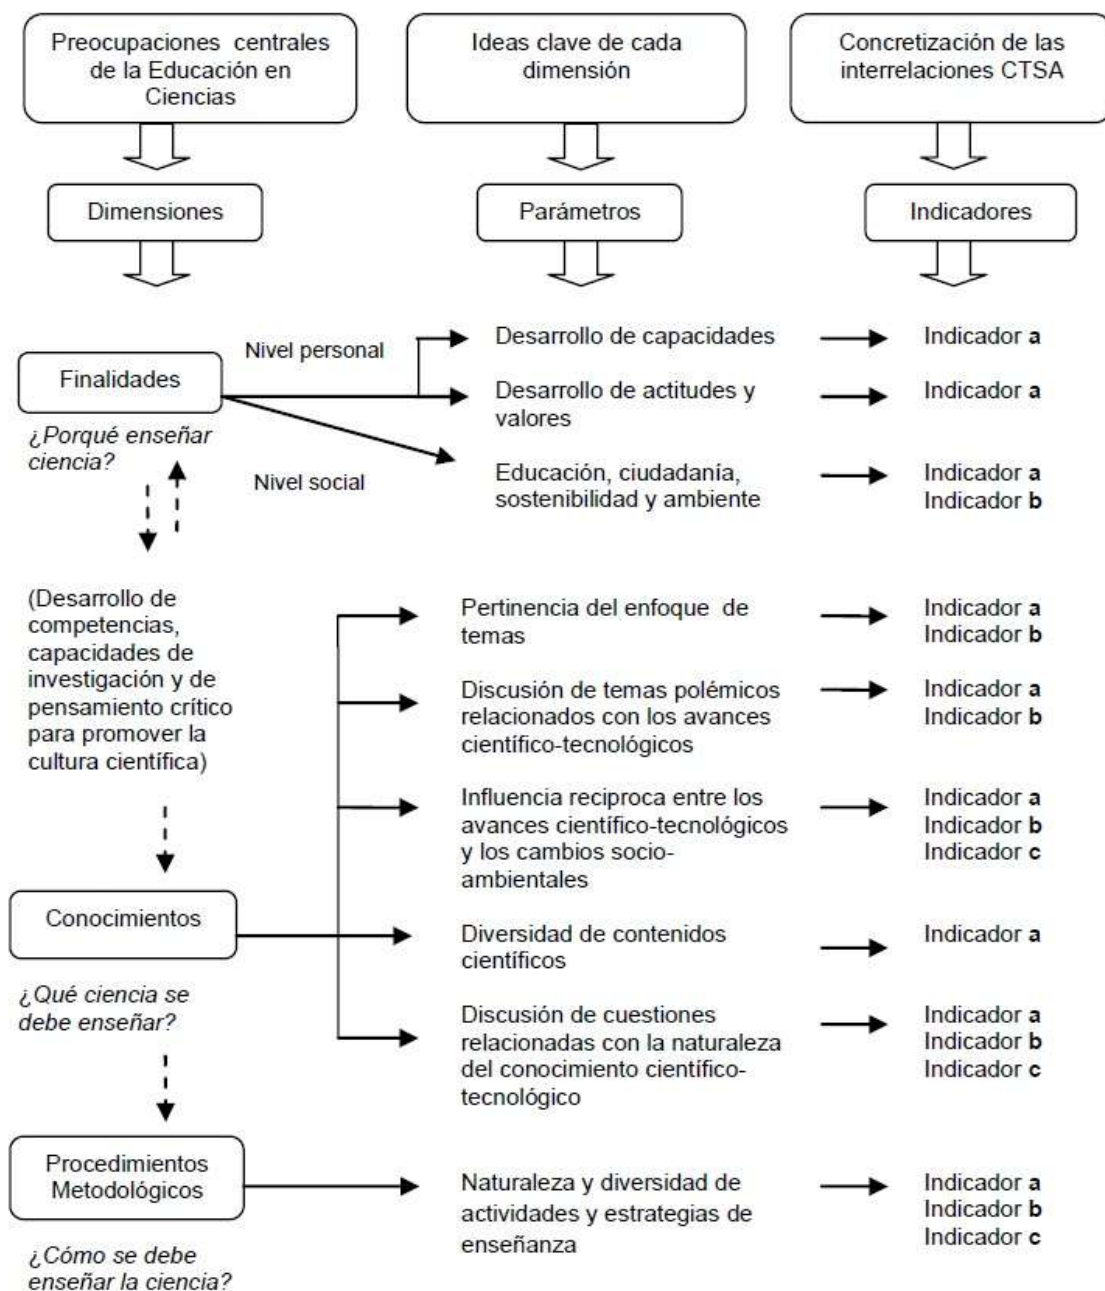 Preocupaciones centrales
de la Educación en
Ciencias
Ideas clave de cada
dimensión
Concretización de las
interrelaciones CTSA
Dimensiones
Parámetros
Indicadores
Finalidades
¿Porqué enseñar
ciencia?
Nivel personal
Nivel social
Desarrollo de capacidades
Indicador a
Desarrollo de actitudes y
valores
Indicador a
Educación, ciudadanía,
sostenibilidad y ambiente
Indicador a
Indicador b
(Desarrollo de
competencias,
capacidades de
investigación y de
pensamiento crítico
para promover la
cultura científica)
Pertinencia del enfoque de
temas
Indicador a
Indicador b
Discusión de temas polémicos
relacionados con los avances
científico-tecnológicos
Indicador a
Indicador b
Influencia reciproca entre los
avances científico-tecnológicos
y los cambios socio-
ambientales
Indicador a
Indicador b
Indicador c
Conocimientos
¿Qué ciencia se
debe enseñar?
Diversidad de contenidos
científicos
Indicador a
Discusión de cuestiones
relacionadas con la naturaleza
del conocimiento científico-
tecnológico
Indicador a
Indicador b
Indicador c
Procedimientos
Metodológicos
¿Cómo se debe
enseñar la ciencia?
Naturaleza y diversidad de
actividades y estrategias de
enseñanza
Indicador a
Indicador b
Indicador c